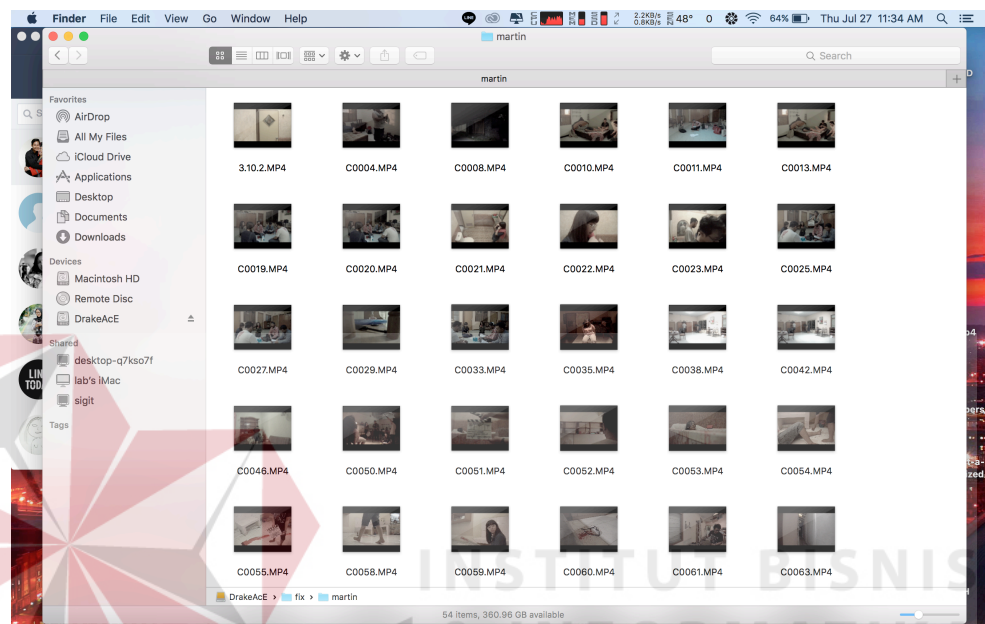 Finder File Edit View Go Window Help
LINE
2.2KB/s
0.8KB/s
48° 0 64% Thu Jul 27 11:34 AM
martin
Search
martin
Favorites
AirDrop
All My Files
iCloud Drive
Applications
Desktop
Documents
Downloads
Devices
Macintosh HD
Remote Disc
DrakeAcE
Shared
desktop-q7kso7f
lab's iMac
sigit
Tags
3.10.2.MP4 C0004.MP4 C0008.MP4 C0010.MP4 C0011.MP4 C0013.MP4
C0019.MP4 C0020.MP4 C0021.MP4 C0022.MP4 C0023.MP4 C0025.MP4
C0027.MP4 C0029.MP4 C0033.MP4 C0035.MP4 C0038.MP4 C0042.MP4
C0046.MP4 C0050.MP4 C0051.MP4 C0052.MP4 C0053.MP4 C0054.MP4
C0055.MP4 C0058.MP4 C0059.MP4 C0060.MP4 C0061.MP4 C0063.MP4
INSTITUT BISNIS
DrakeAcE › fix › martin
54 items, 360.96 GB available